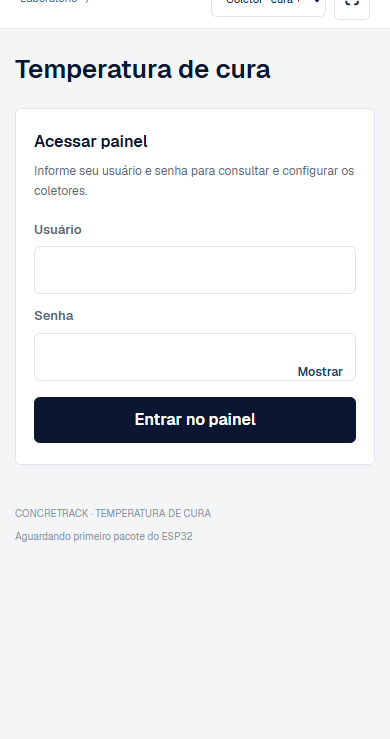 Temperatura de cura
Acessar painel
Informe seu usuário e senha para consultar e configurar os
coletores.
Usuário
Senha
Mostrar
Entrar no painel
CONCRETRACK · TEMPERATURA DE CURA
Aguardando primeiro pacote do ESP32